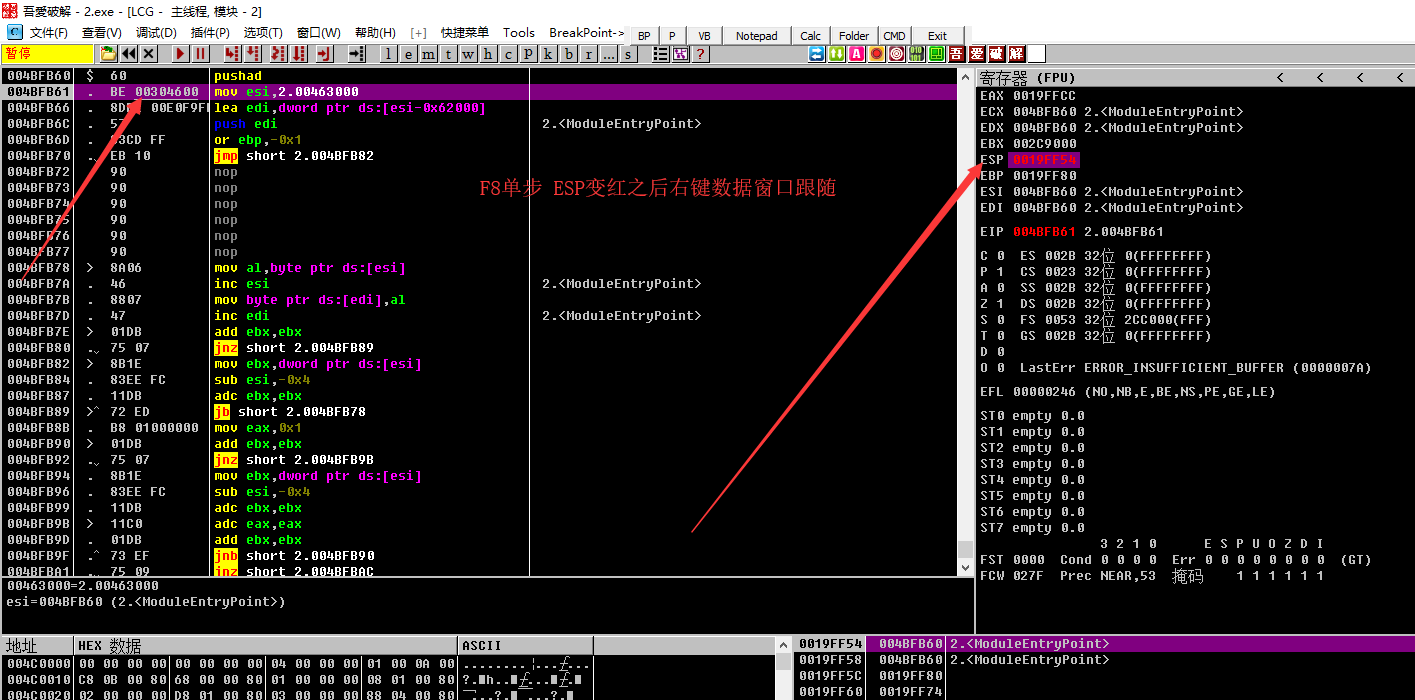 吾愛破解 - 2.exe - [LCG - 主线程, 模块 - 2]
文件(F) 查看(V) 调试(D) 插件(P) 选项(T) 窗口(W) 帮助(H) [+] 快捷菜单 Tools BreakPoint-> BP P VB Notepad Calc Folder CMD Exit
暂停 l e m t w h c P k b r ... s ? 吾 爱 破 解
004BFB60 $ 60 pushad
004BFB61 . BE 00304600 mov esi,2.00463000
004BFB66 . 00E0F9F lea edi,dword ptr ds:[esi-0x62000]
004BFB6C . 57 push edi 2.<ModuleEntryPoint>
004BFB6D . 83CD FF or ebp,-0x1
004BFB70 . EB 10 jmp short 2.004BFB82
004BFB72 90 nop
004BFB73 90 nop
004BFB74 90 nop
004BFB75 90 nop
004BFB76 90 nop
004BFB77 90 nop
004BFB78 > 8A06 mov al,byte ptr ds:[esi]
004BFB7A . 46 inc esi 2.<ModuleEntryPoint>
004BFB7B . 8807 mov byte ptr ds:[edi],al
004BFB7D . 47 inc edi 2.<ModuleEntryPoint>
004BFB7E > 01DB add ebx,ebx
004BFB80 . 75 07 jnz short 2.004BFB89
004BFB82 > 8B1E mov ebx,dword ptr ds:[esi]
004BFB84 . 83EE FC sub esi,-0x4
004BFB87 . 11DB adc ebx,ebx
004BFB89 >^ 72 ED jb short 2.004BFB78
004BFB8B . B8 01000000 mov eax,0x1
004BFB90 > 01DB add ebx,ebx
004BFB92 . 75 07 jnz short 2.004BFB9B
004BFB94 . 8B1E mov ebx,dword ptr ds:[esi]
004BFB96 . 83EE FC sub esi,-0x4
004BFB99 . 11DB adc ebx,ebx
004BFB9B > 11C0 adc eax,eax
004BFB9D . 01DB add ebx,ebx
004BFB9F .^ 73 EF jnb short 2.004BFB90
004BFBA1 . 75 09 jnz short 2.004BFBAC
F8单步 ESP变红之后右键数据窗口跟随
00463000=2.00463000
esi=004BFB60 (2.<ModuleEntryPoint>)
寄存器 (FPU) < < < <
EAX 0019FFCC
ECX 004BFB60 2.<ModuleEntryPoint>
EDX 004BFB60 2.<ModuleEntryPoint>
EBX 002C9000
ESP 0019FF54
EBP 0019FF80
ESI 004BFB60 2.<ModuleEntryPoint>
EDI 004BFB60 2.<ModuleEntryPoint>
EIP 004BFB61 2.004BFB61
C 0 ES 002B 32位 0(FFFFFFFF)
P 1 CS 0023 32位 0(FFFFFFFF)
A 0 SS 002B 32位 0(FFFFFFFF)
Z 1 DS 002B 32位 0(FFFFFFFF)
S 0 FS 0053 32位 2CC000(FFF)
T 0 GS 002B 32位 0(FFFFFFFF)
D 0
O 0 LastErr ERROR_INSUFFICIENT_BUFFER (0000007A)
EFL 00000246 (NO,NB,E,BE,NS,PE,GE,LE)
ST0 empty 0.0
ST1 empty 0.0
ST2 empty 0.0
ST3 empty 0.0
ST4 empty 0.0
ST5 empty 0.0
ST6 empty 0.0
ST7 empty 0.0
3 2 1 0 E S P U O Z D I
FST 0000 Cond 0 0 0 0 Err 0 0 0 0 0 0 0 0 (GT)
FCW 027F Prec NEAR,53 掩码 1 1 1 1 1 1
地址 HEX 数据 ASCII
004C0000 00 00 00 00 00 00 00 00 04 00 00 00 01 00 0A 00
004C0010 C8 0B 00 80 68 00 00 80 01 00 00 00 08 01 00 80
004C0020 02 00 00 00 D8 01 00 80 03 00 00 00 88 04 00 80
0019FF54 004BFB60 2.<ModuleEntryPoint>
0019FF58 004BFB60 2.<ModuleEntryPoint>
0019FF5C 0019FF80
0019FF60 0019FF74